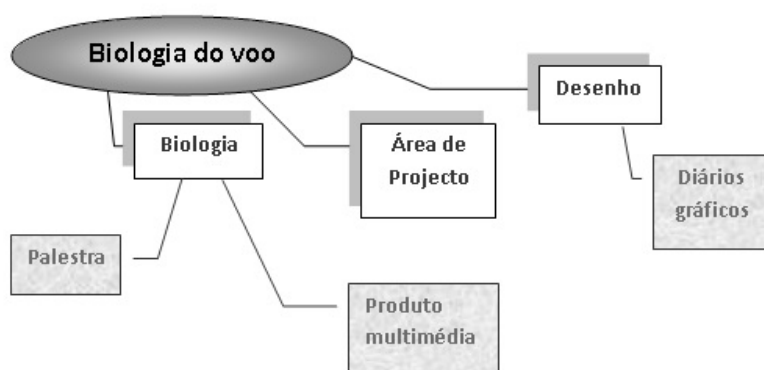 Biologia do voo
Desenho
Biologia
Área de
Projecto
Diários
gráficos
Palestra
Produto
multimédia